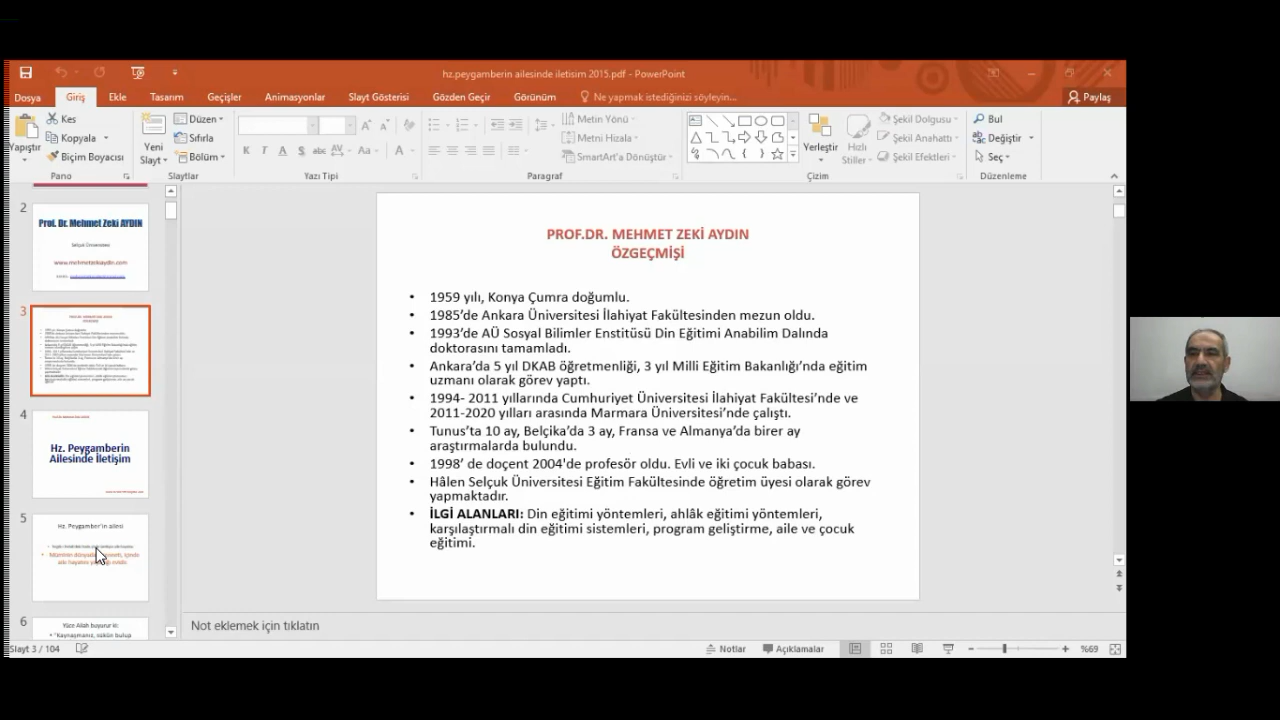 hz.peygamberin ailesinde iletisim 2015.pdf - PowerPoint
Dosya Giriş Ekle Tasarım Geçişler Animasyonlar Slayt Gösterisi Gözden Geçir Görünüm Ne yapmak istediğinizi söyleyin... Paylaş
Yapıştır
Kes
Kopyala
Biçim Boyacısı
Pano
Yeni
Slayt
Düzen
Sıfırla
Bölüm
Slaytlar
K T A S abc AV Aa A
Yazı Tipi
Metin Yönü
Metni Hizala
SmartArt'a Dönüştür
Paragraf
Yerleştir
Hızlı
Stiller
Şekil Dolgusu
Şekil Anahattı
Şekil Efektleri
Çizim
Bul
Değiştir
Seç
Düzenleme
2
Prof. Dr. Mehmet Zeki AYDIN
Selçuk Üniversitesi
www.mehmetzekiaydin.com
3
4
Hz. Peygamberin
Ailesinde İletişim
5
Hz. Peygamber'in ailesi
6
Yüce Allah buyurur ki:
• "Kaynaşmanız, sükûn bulup
PROF.DR. MEHMET ZEKİ AYDIN
ÖZGEÇMİŞİ
• 1959 yılı, Konya Çumra doğumlu.
• 1985'de Ankara Üniversitesi İlahiyat Fakültesinden mezun oldu.
• 1993'de AÜ Sosyal Bilimler Enstitüsü Din Eğitimi Anabilim Dalında
doktorasını tamamladı.
• Ankara'da 5 yıl DKAB öğretmenliği, 3 yıl Milli Eğitim Bakanlığı'nda eğitim
uzmanı olarak görev yaptı.
• 1994- 2011 yıllarında Cumhuriyet Üniversitesi İlahiyat Fakültesi'nde ve
2011-2020 yılları arasında Marmara Üniversitesi'nde çalıştı.
• Tunus'ta 10 ay, Belçika'da 3 ay, Fransa ve Almanya'da birer ay
araştırmalarda bulundu.
• 1998' de doçent 2004'de profesör oldu. Evli ve iki çocuk babası.
• Hâlen Selçuk Üniversitesi Eğitim Fakültesinde öğretim üyesi olarak görev
yapmaktadır.
• İLGİ ALANLARI: Din eğitimi yöntemleri, ahlâk eğitimi yöntemleri,
karşılaştırmalı din eğitimi sistemleri, program geliştirme, aile ve çocuk
eğitimi.
Not eklemek için tıklatın
Slayt 3 / 104 Notlar Açıklamalar %69